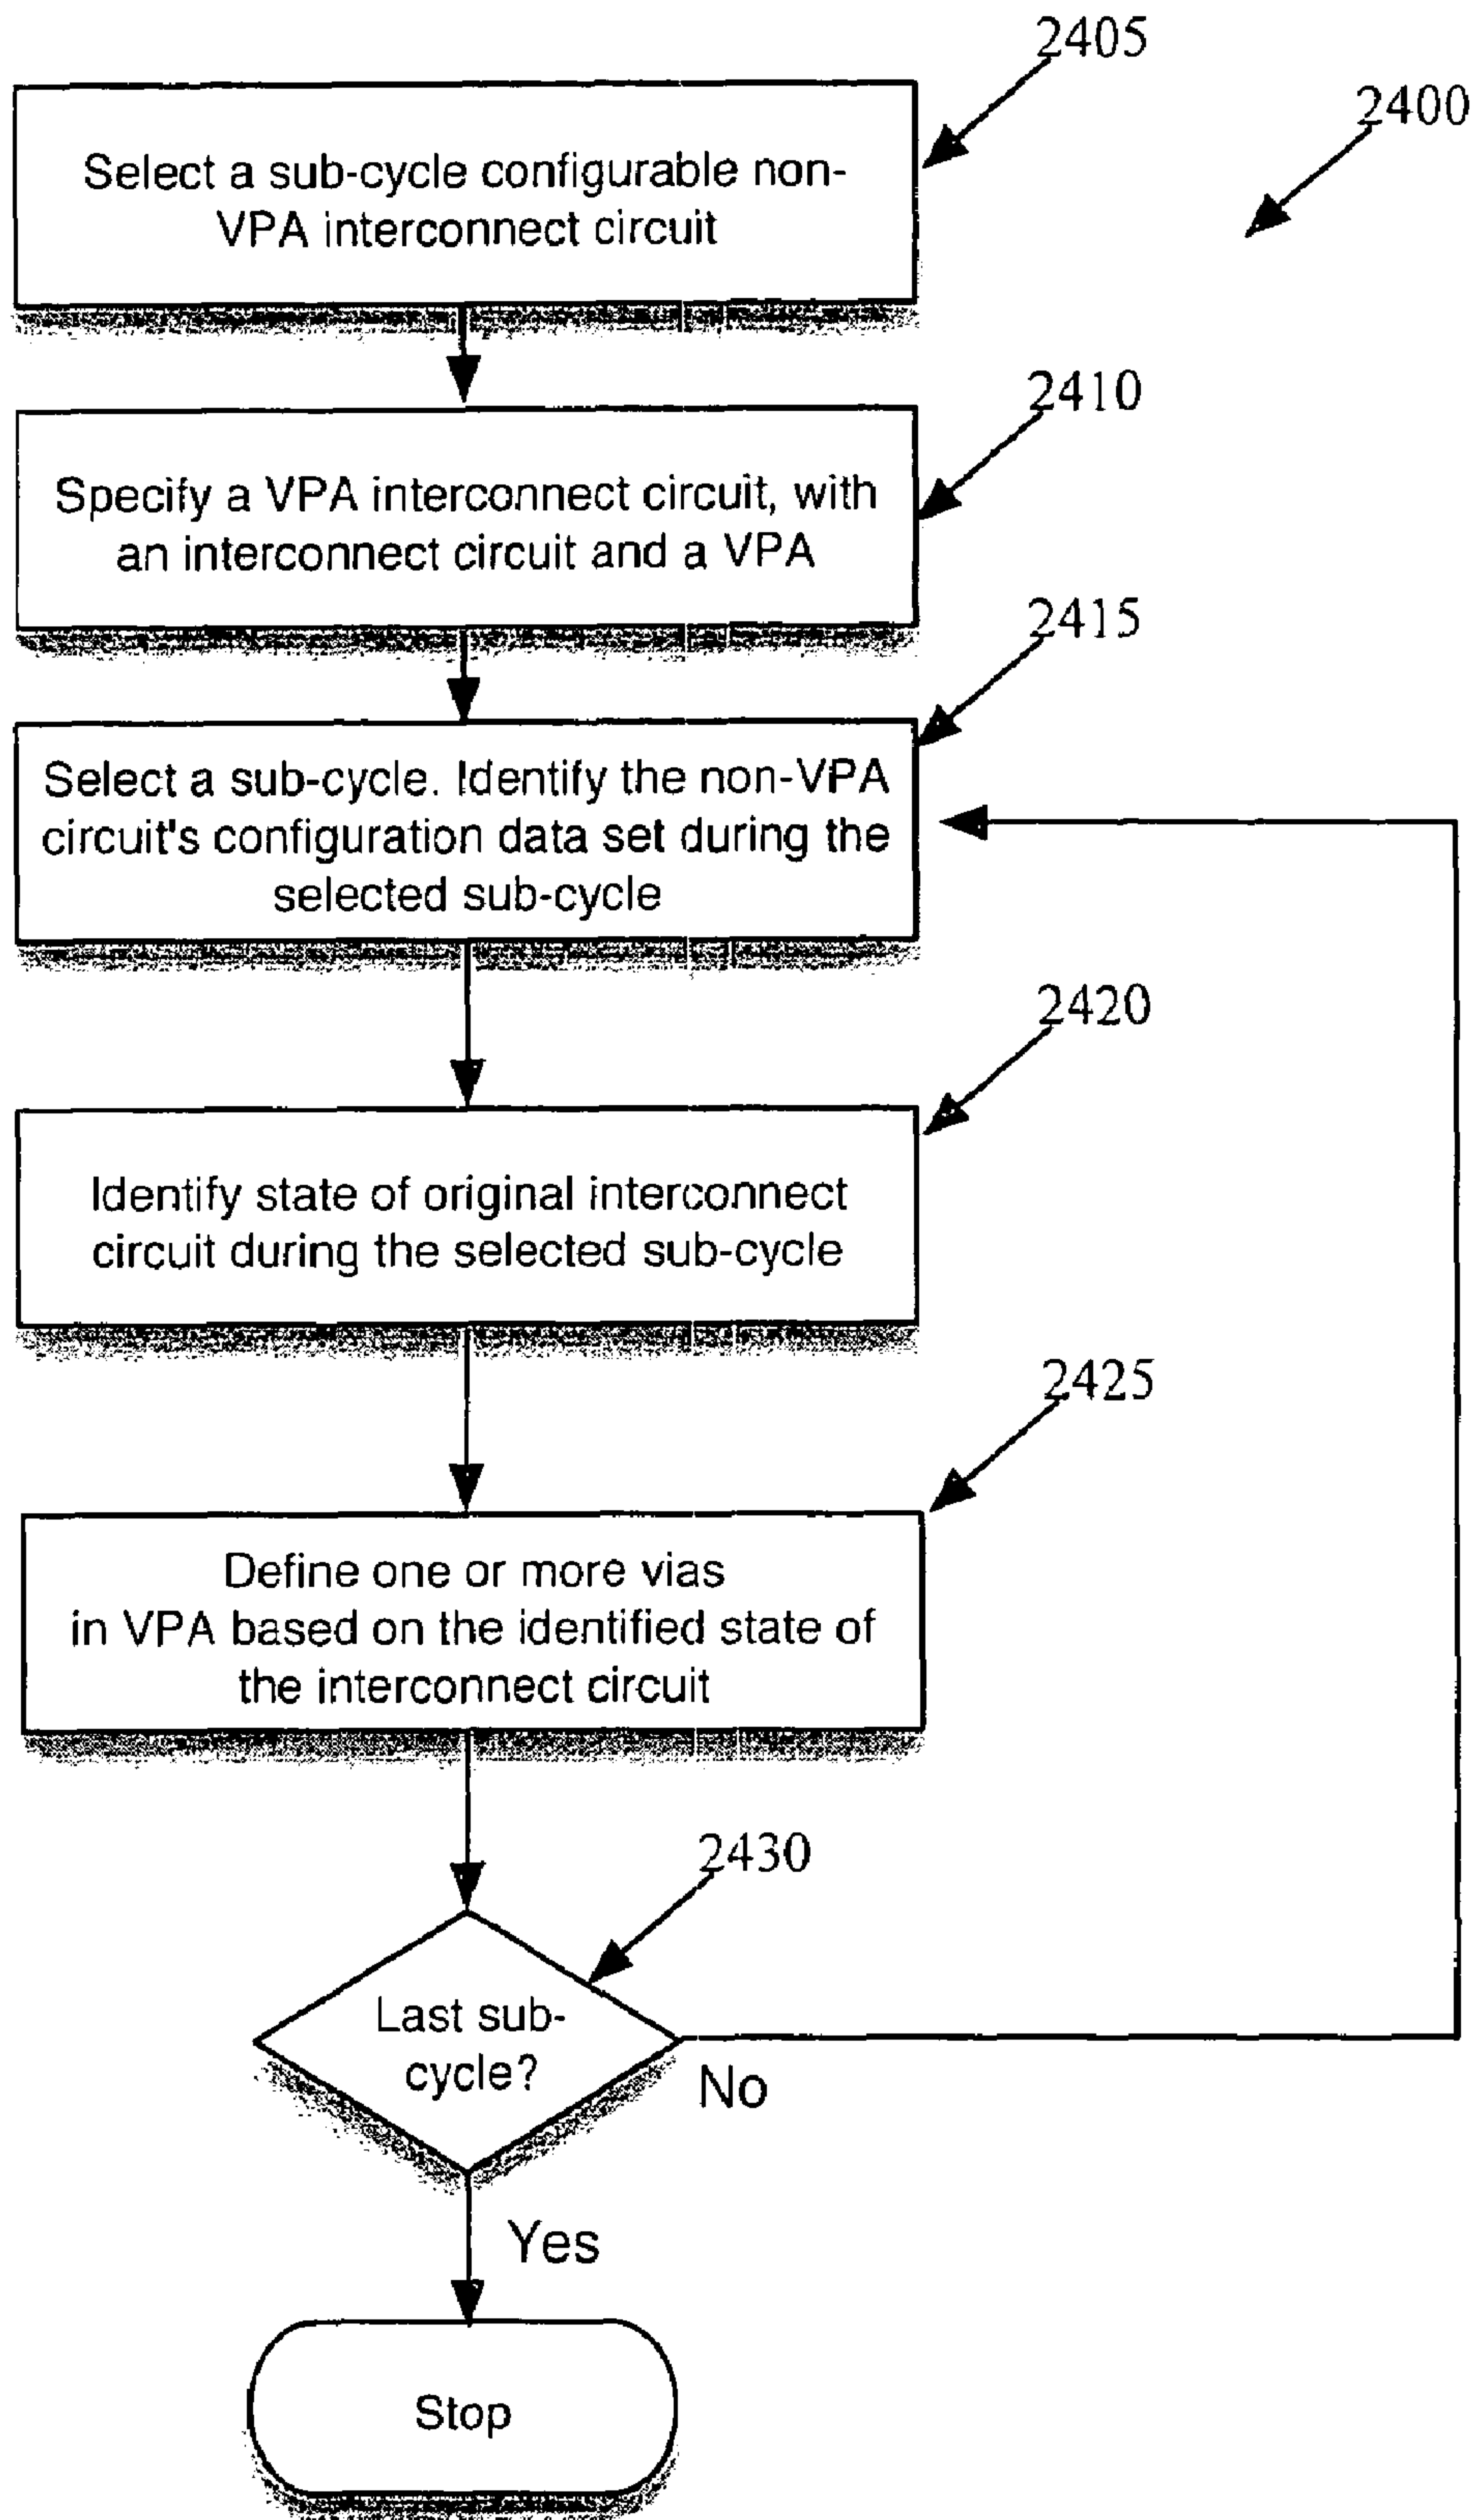 2405
2400
Select a sub-cycle configurable non-
VPA interconnect circuit
2410
Specify a VPA interconnect circuit, with
an interconnect circuit and a VPA
2415
Select a sub-cycle. Identify the non-VPA
circuit's configuration data set during the
selected sub-cycle
2420
Identify state of original interconnect
circuit during the selected sub-cycle
2425
Define one or more vias
in VPA based on the identified state of
the interconnect circuit
2430
Last sub-
cycle?
No
Yes
Stop